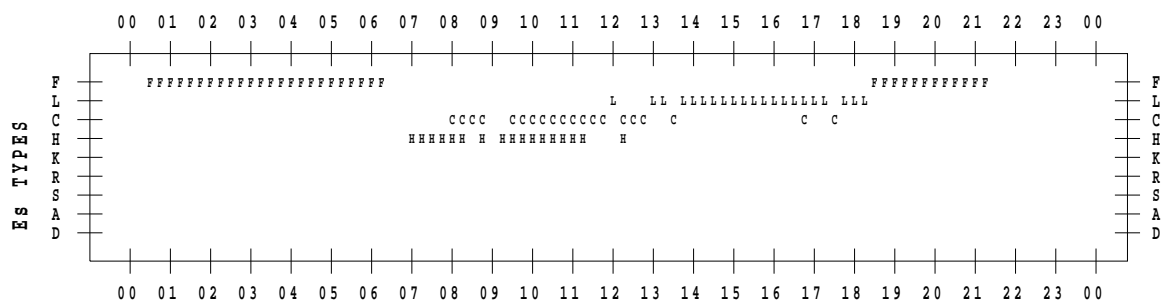 00 01 02 03 04 05 06 07 08 09 10 11 12 13 14 15 16 17 18 19 20 21 22 23 00
F FFFFFFFFFFFFFFFFFFFFFFFF FFFFFFFFFFFF F
L L LL LLLLLLLLLLLLLLL LLL L
C CCCC CCCCCCCCCC CCC C C C C
H HHHHHH H HHHHHHHHH H H
K K
R R
S S
A A
D D
Es TYPES
00 01 02 03 04 05 06 07 08 09 10 11 12 13 14 15 16 17 18 19 20 21 22 23 00